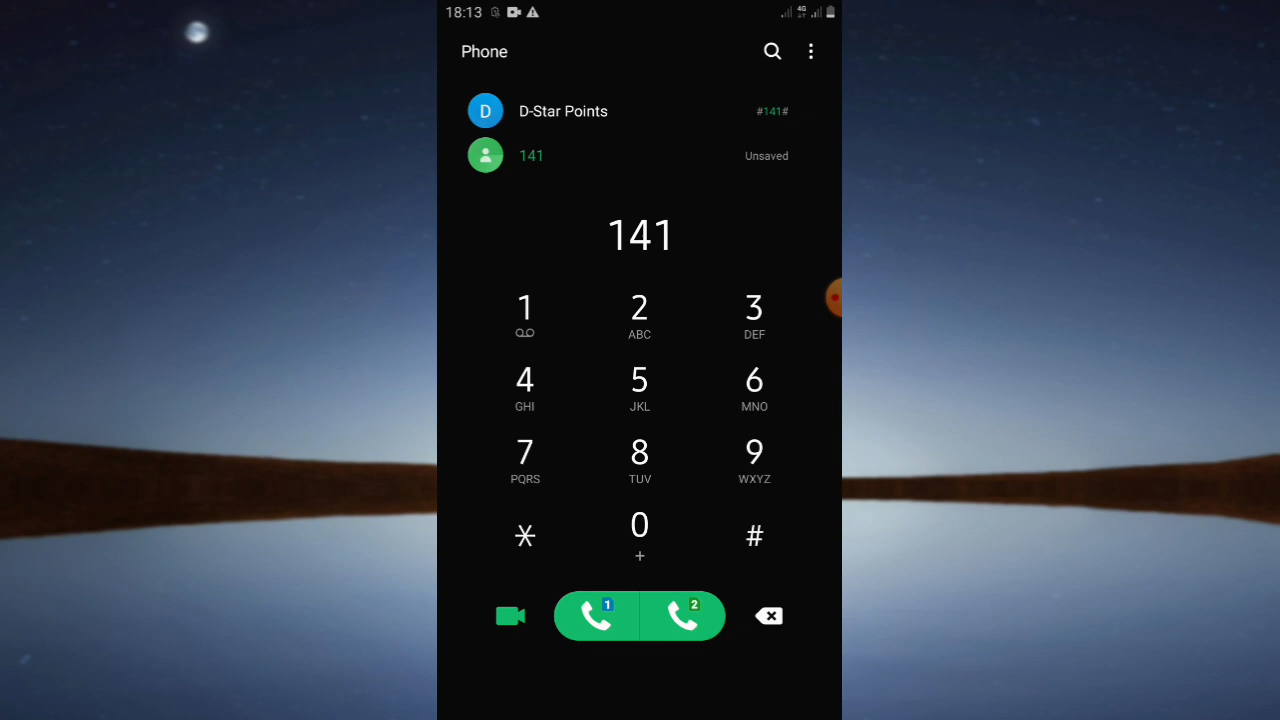 18:13 4G
Phone
D D-Star Points #141#
141 Unsaved
141
1 2 3
ABC DEF
4 5 6
GHI JKL MNO
7 8 9
PQRS TUV WXYZ
* 0 #
+
1 2